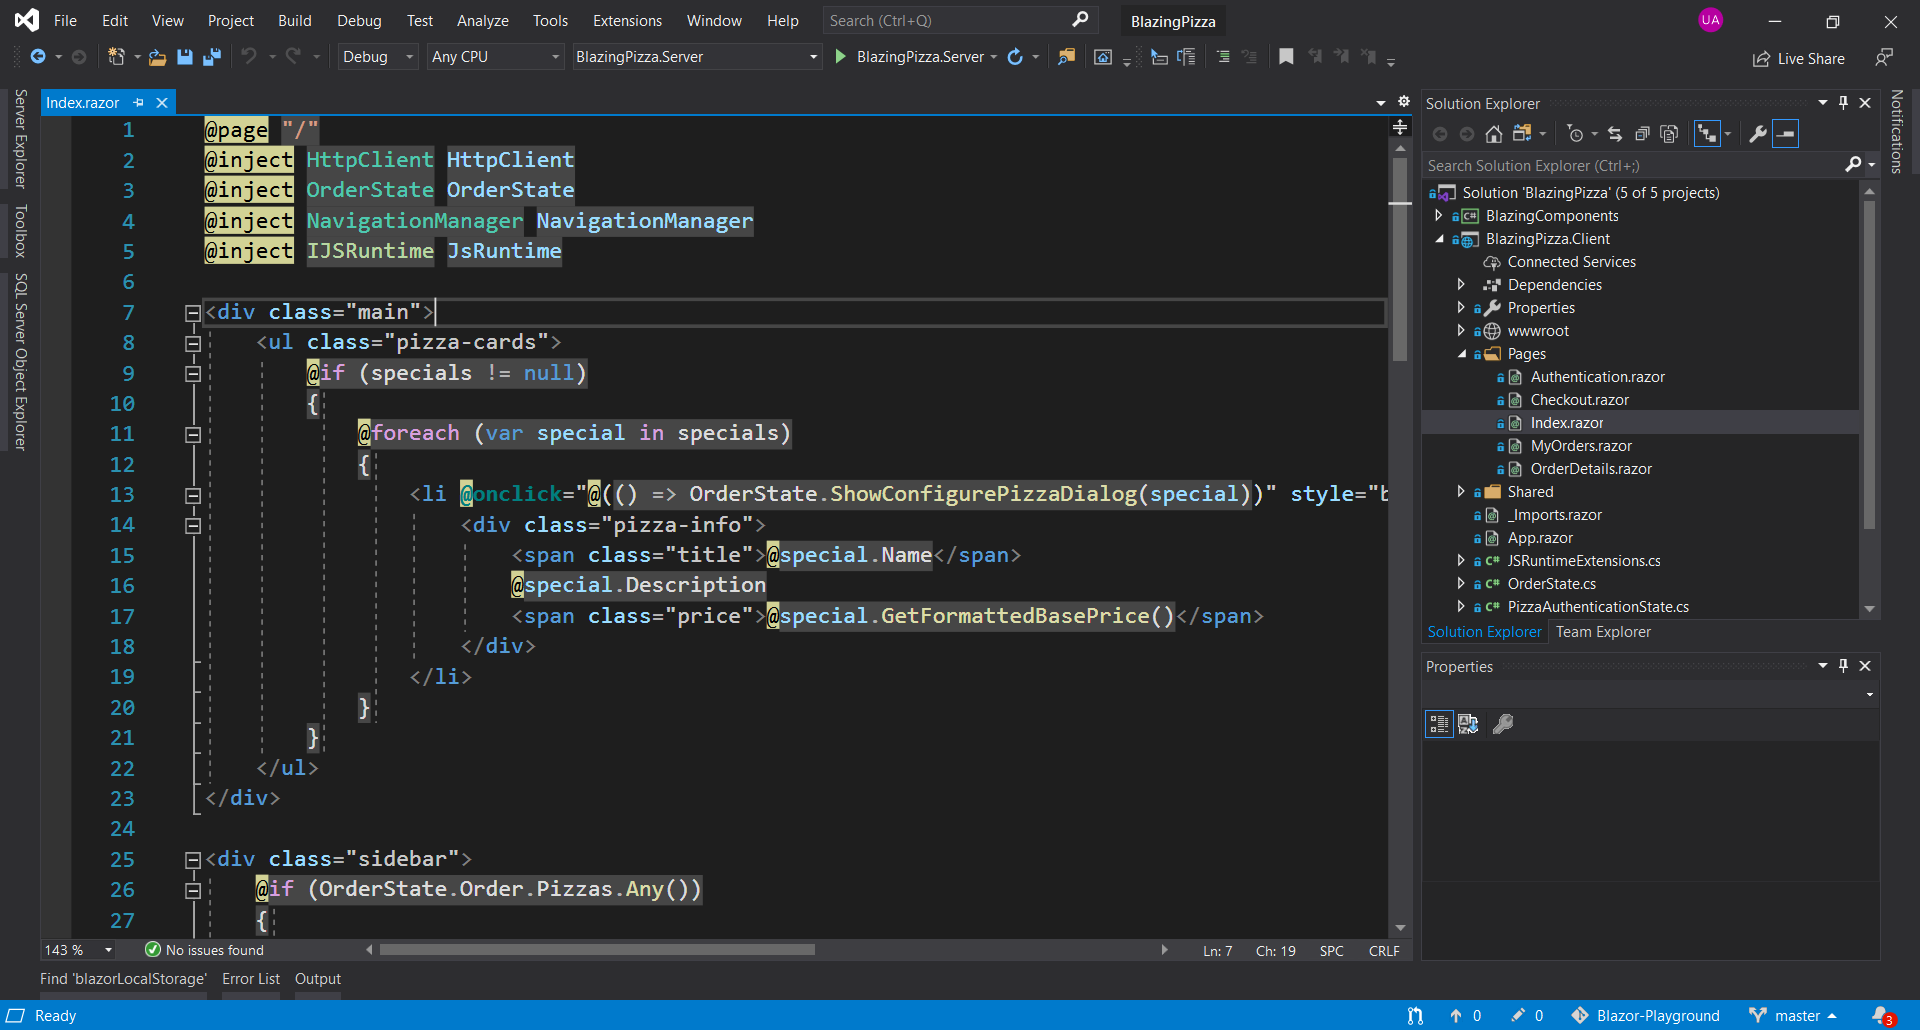 File Edit View Project Build Debug Test Analyze Tools Extensions Window Help Search (Ctrl+Q) BlazingPizza UA
Debug Any CPU BlazingPizza.Server BlazingPizza.Server Live Share
Server Explorer
Toolbox
SQL Server Object Explorer
Index.razor
1 @page "/"
2 @inject HttpClient HttpClient
3 @inject OrderState OrderState
4 @inject NavigationManager NavigationManager
5 @inject IJSRuntime JsRuntime
6
7 <div class="main">
8 <ul class="pizza-cards">
9 @if (specials != null)
10 {
11 @foreach (var special in specials)
12 {
13 <li @onclick="@(() => OrderState.ShowConfigurePizzaDialog(special))" style="b
14 <div class="pizza-info">
15 <span class="title">@special.Name</span>
16 @special.Description
17 <span class="price">@special.GetFormattedBasePrice()</span>
18 </div>
19 </li>
20 }
21 }
22 </ul>
23 </div>
24
25 <div class="sidebar">
26 @if (OrderState.Order.Pizzas.Any())
27 {
143 % No issues found Ln: 7 Ch: 19 SPC CRLF
Find 'blazorLocalStorage' Error List Output
Solution Explorer
Search Solution Explorer (Ctrl+;)
Solution 'BlazingPizza' (5 of 5 projects)
C# BlazingComponents
BlazingPizza.Client
Connected Services
Dependencies
Properties
wwwroot
Pages
Authentication.razor
Checkout.razor
Index.razor
MyOrders.razor
OrderDetails.razor
Shared
_Imports.razor
App.razor
C# JSRuntimeExtensions.cs
C# OrderState.cs
C# PizzaAuthenticationState.cs
Solution Explorer Team Explorer
Properties
Notifications
Ready 0 0 Blazor-Playground master 3